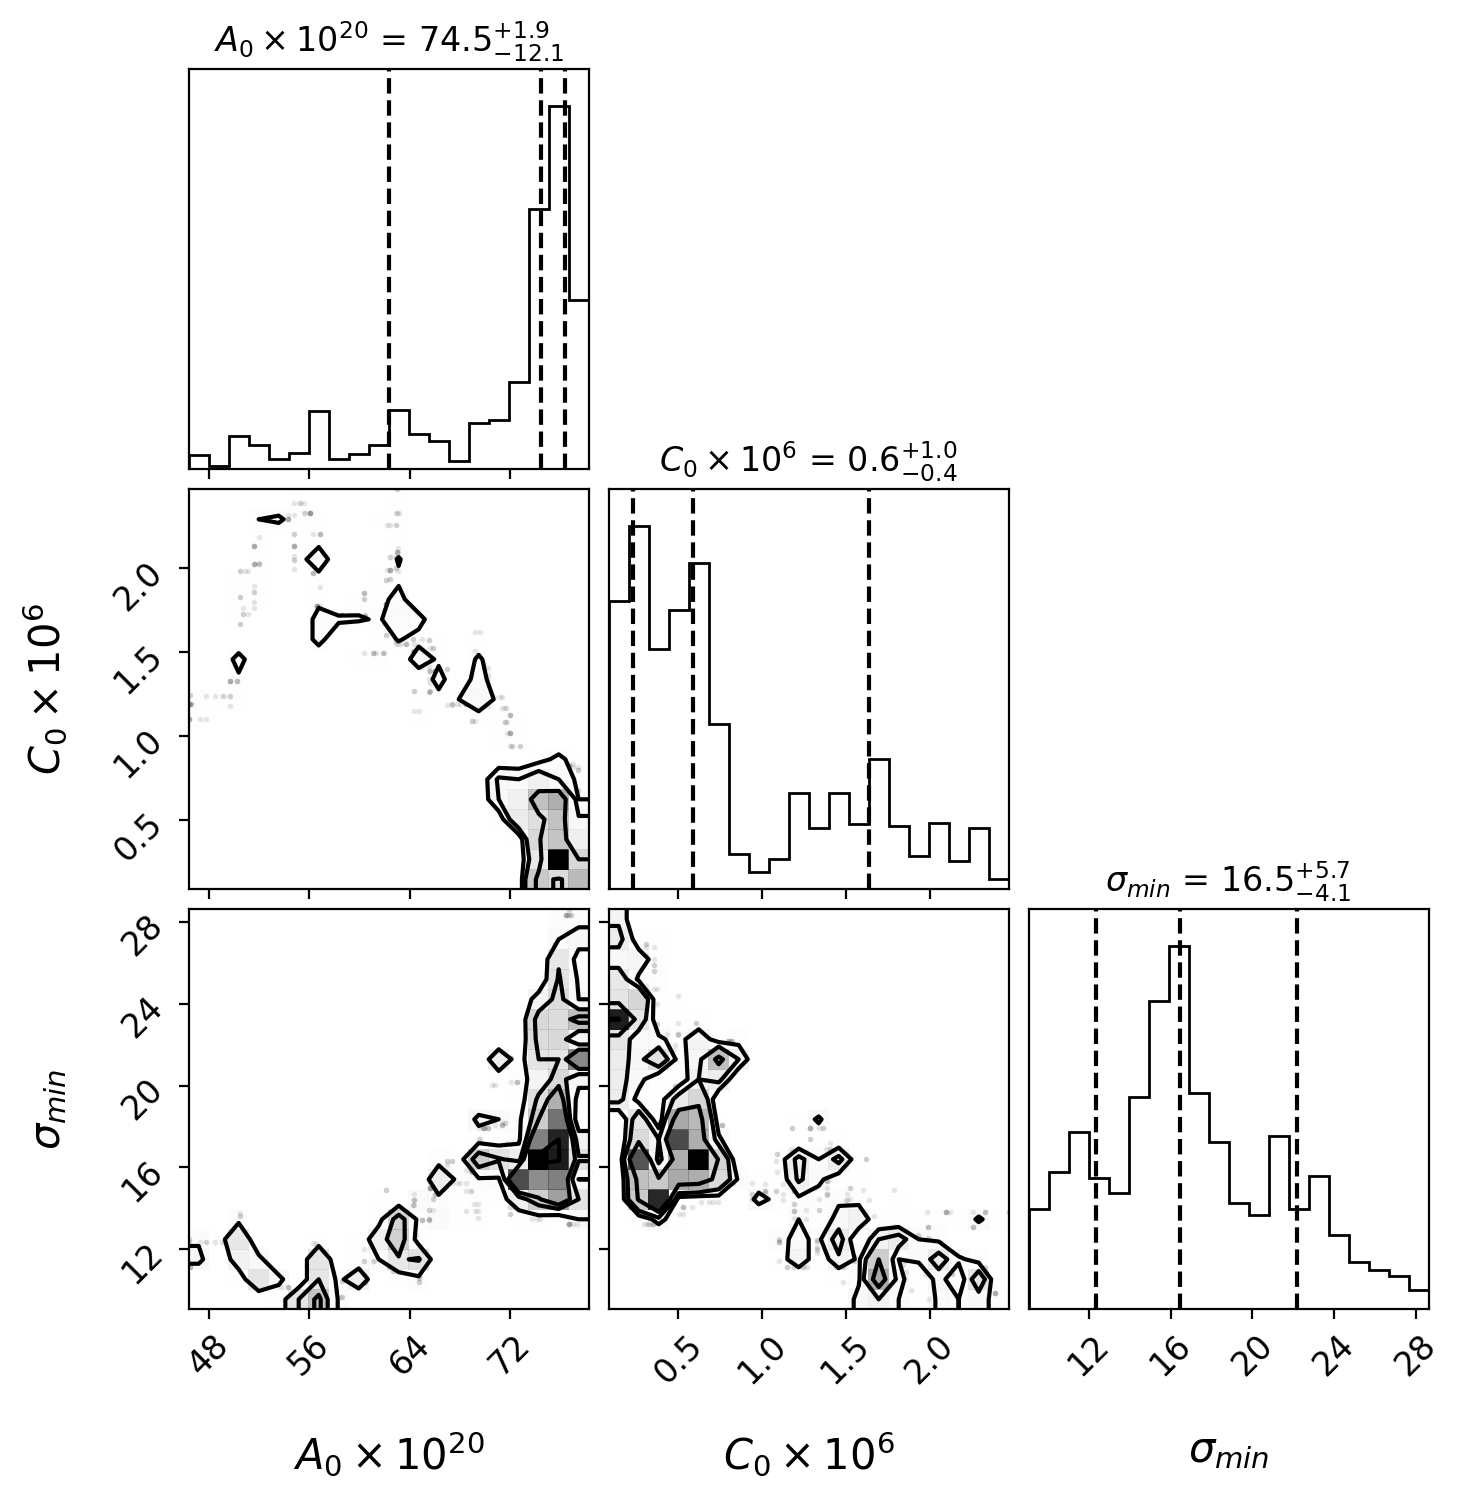 A₀ × 10²⁰ = 74.5⁺¹·⁹₋₁₂.₁
C₀ × 10⁶ = 0.6⁺¹·⁰₋₀.₄
C₀ × 10⁶
2.0
1.5
1.0
0.5
σₘᵢₙ = 16.5⁺⁵·⁷₋₄.₁
σₘᵢₙ
28
24
20
16
12
48 56 64 72
0.5 1.0 1.5 2.0
12 16 20 24 28
A₀ × 10²⁰
C₀ × 10⁶
σₘᵢₙ